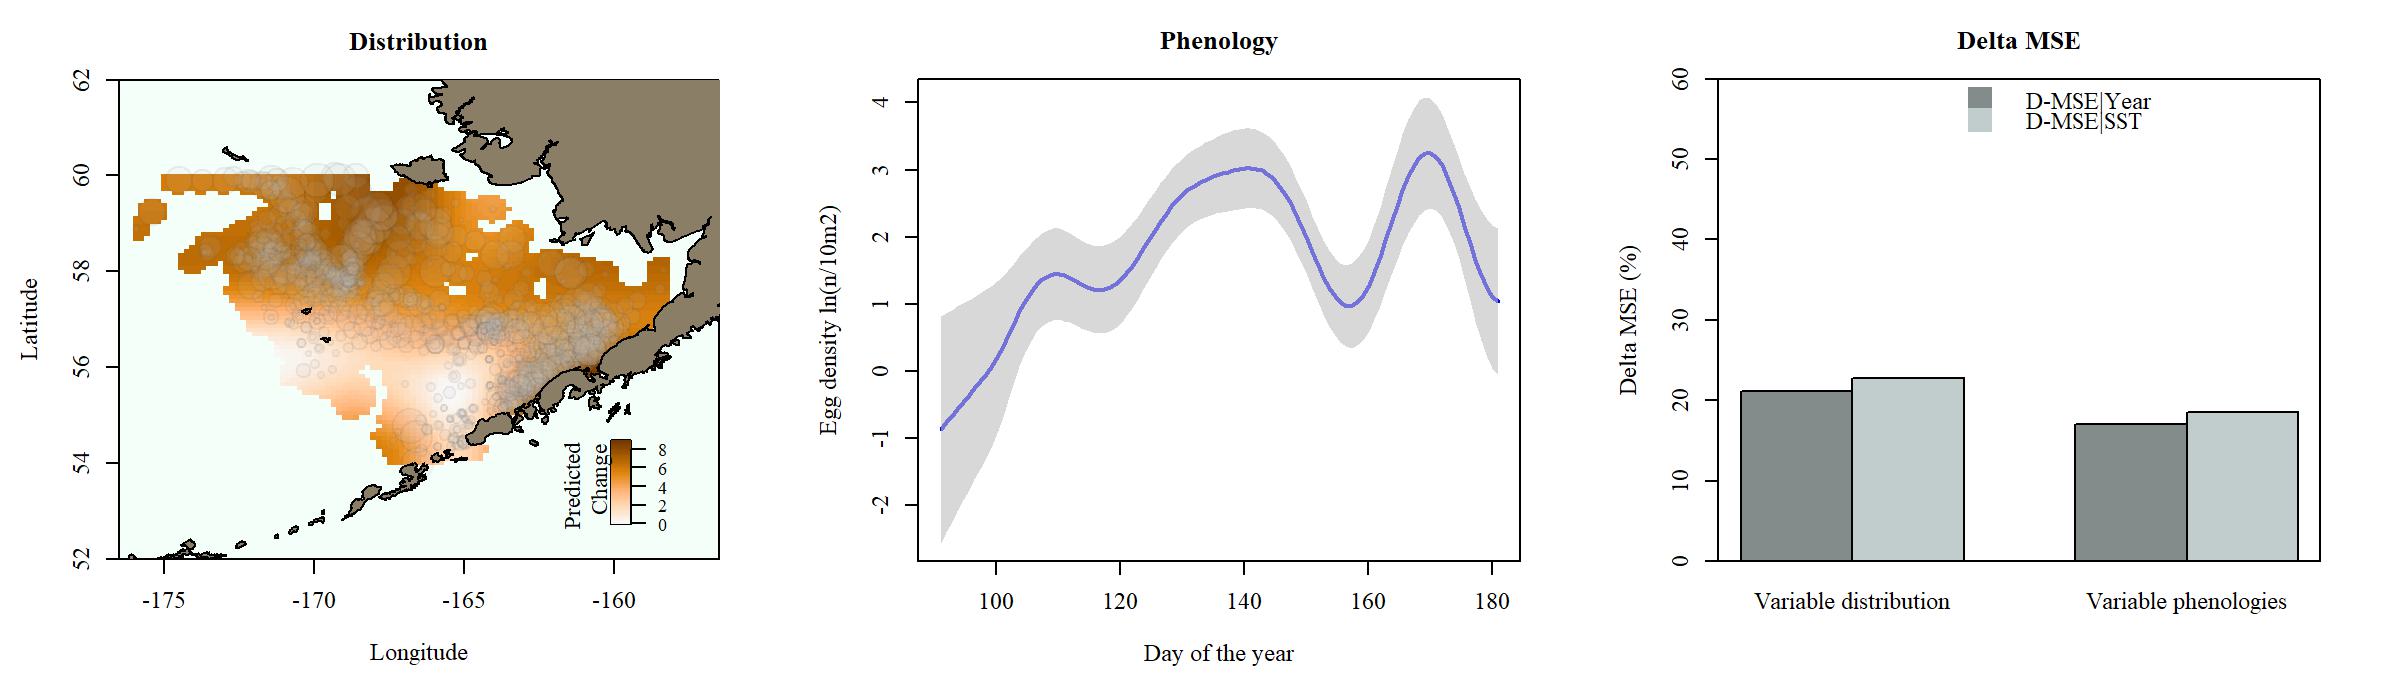 Distribution
Latitude
62
60
58
56
54
52
-175
-170
-165
-160
Longitude
Predicted
Change
8
6
4
2
0
Phenology
Egg density ln(n/10m2)
4
3
2
1
0
-1
-2
100
120
140
160
180
Day of the year
Delta MSE
Delta MSE (%)
60
50
40
30
20
10
0
D-MSE|Year
D-MSE|SST
Variable distribution
Variable phenologies